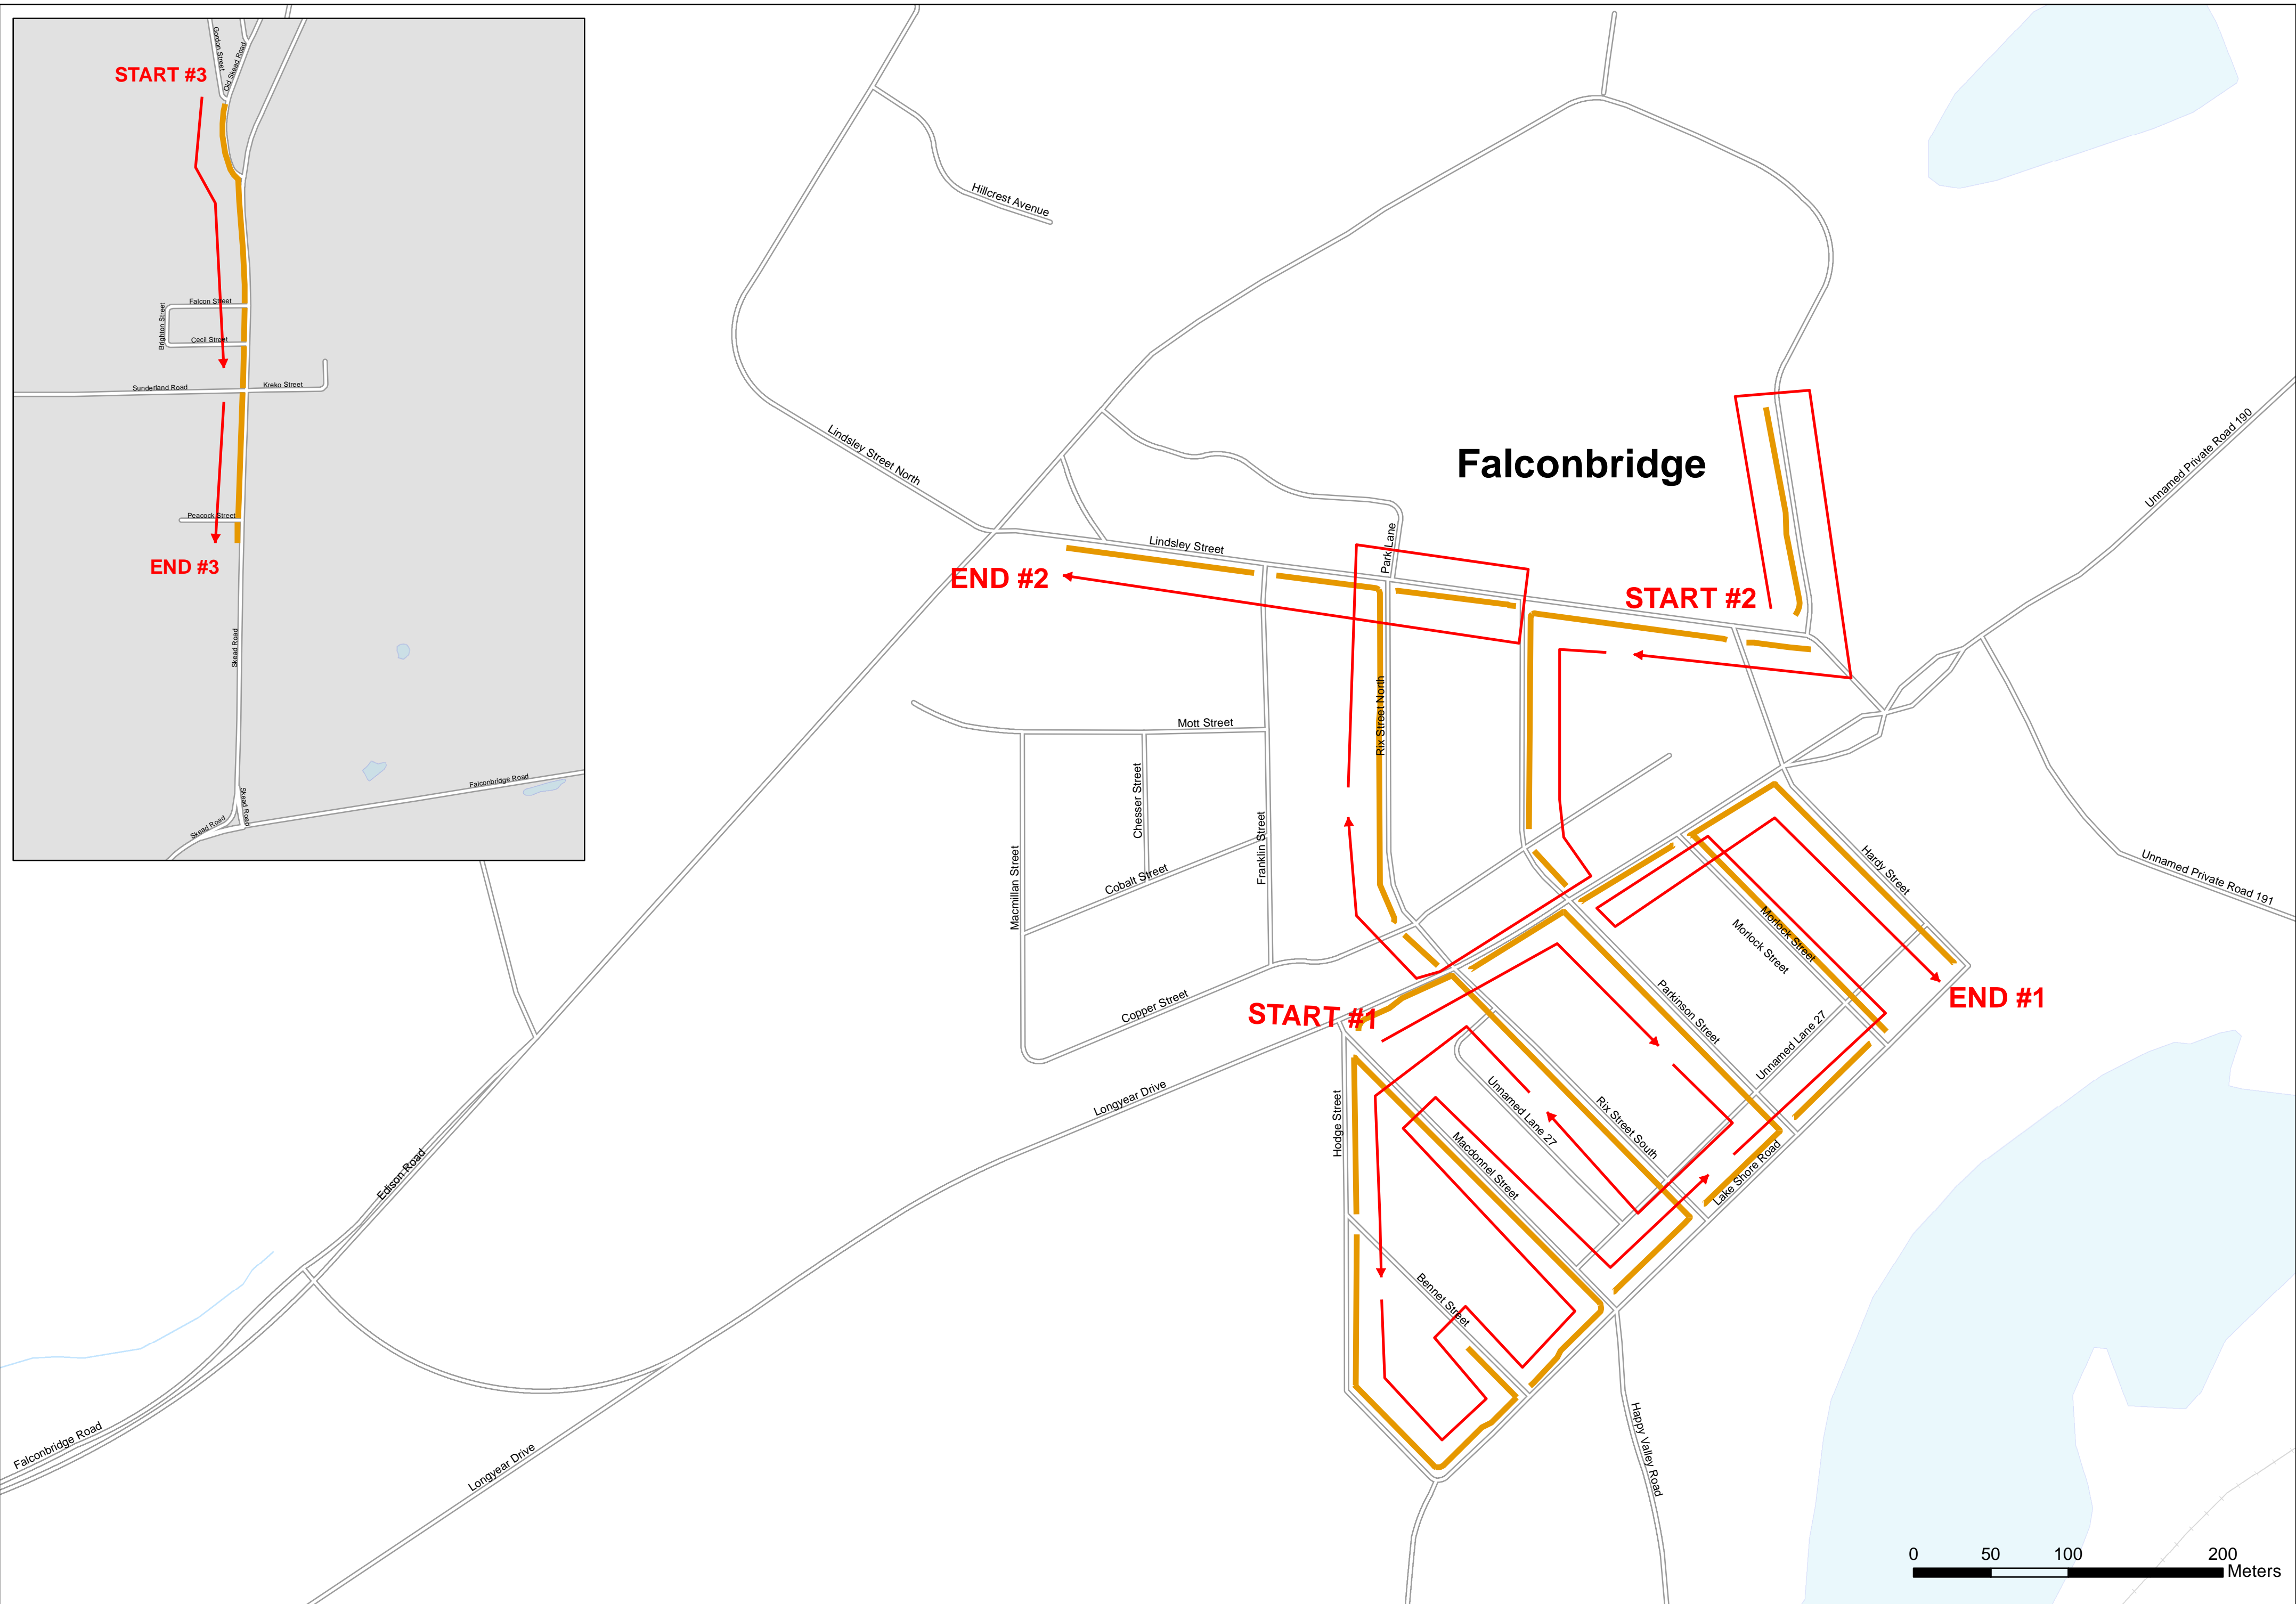 Gordon Street
Old Skead Road
START #3
Falcon Street
Brighton Street
Cecil Street
Sunderland Road
Kreko Street
Peacock Street
END #3
Skead Road
Falconbridge Road
Skead Road
Skead Road
Hillcrest Avenue
Falconbridge
Lindsley Street North
Unnamed Private Road 190
Park Lane
Lindsley Street
END #2
START #2
Rix Street North
Mott Street
Chesser Street
Franklin Street
Macmillan Street
Cobalt Street
Hardy Street
Unnamed Private Road 191
Morlock Street
Morlock Street
END #1
Copper Street
START #1
Parkinson Street
Unnamed Lane 27
Longyear Drive
Hodge Street
Unnamed Lane 27
Rix Street South
Macdonnel Street
Lake Shore Road
Edison Road
Bennet Street
Happy Valley Road
Falconbridge Road
Longyear Drive
0 50 100 200
Meters